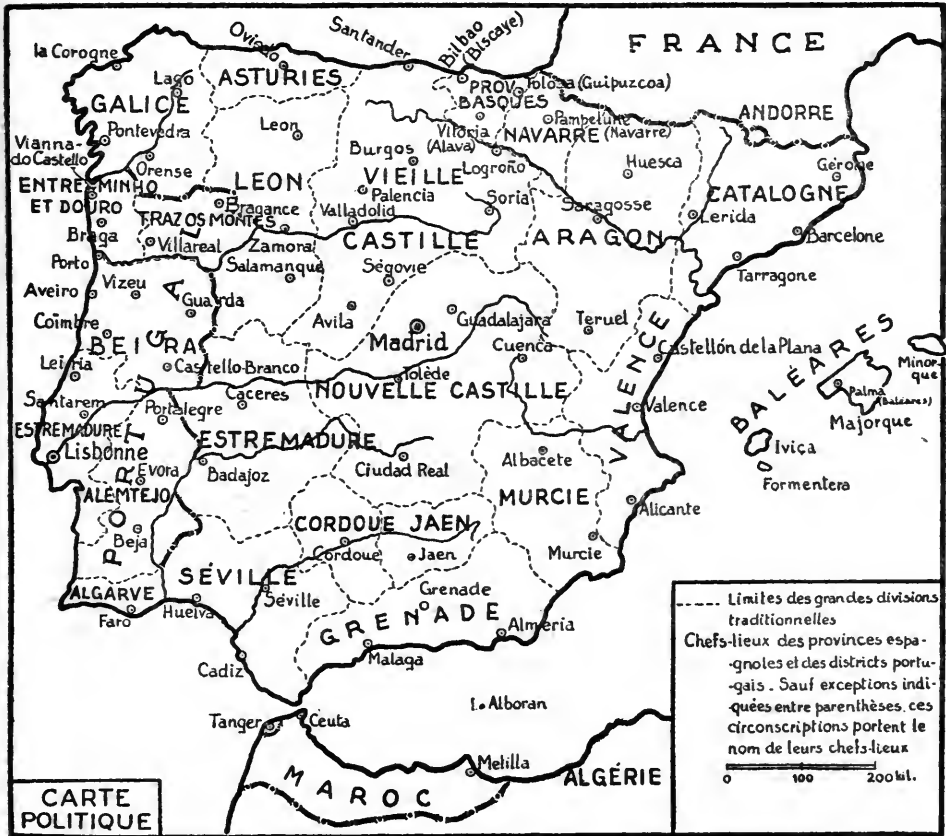 FRANCE
la Corogne
Oviedo
Santander
Bilbao
(Biscaye)
Lago
ASTURIES
PROV.
BASQUES
Tolosa (Guipuzcoa)
GALICE
Pontevedra
Leon
Vitoria
(Alava)
Pampelune
NAVARRE (Navarre)
ANDORRE
Vianna-
do Castello
Orense
Burgos
Logroño
Huesca
Gérone
ENTRE MINHO
ET DOURO
LEON
VIEILLE
CASTILLE
Palencia
Soria
Saragosse
CATALOGNE
Lerida
Bragance
TRAZ OS MONTES
Valladolid
ARAGON
Barcelone
Braga
Villareal
Zamora
Tarragone
Porto
Vizeu
Salamanque
Ségovie
Aveiro
Guarda
Avila
Guadalajara
Teruel
Coïmbre
BEIRA
Madrid
Cuenca
Castellón de la Plana
BALÉARES
Minor-
que
Leiria
Castello-Branco
Tolède
Palma
(Baléares)
Majorque
Santarem
Portalegre
Caceres
NOUVELLE CASTILLE
VALENCE
Valence
ESTREMADURE
Lisbonne
ESTREMADURE
Iviça
Formentera
Evora
Badajoz
Ciudad Real
Albacete
ALEMTEJO
MURCIE
Alicante
PORTUGAL
Beja
CORDOUE
JAEN
Cordoue
Jaen
Murcie
ALGARVE
SÉVILLE
Faro
Huelva
Séville
Grenade
GRENADE
Almeria
Cadiz
Malaga
I. Alboran
Tanger
Ceuta
Melilla
MAROC
ALGÉRIE
CARTE
POLITIQUE
Limites des grandes divisions
traditionnelles
Chefs-lieux des provinces espa-
-gnoles et des districts portu-
-gais. Sauf exceptions indi-
-quées entre parenthèses, ces
circonscriptions portent le
nom de leurs chefs-lieux
0 100 200 kil.